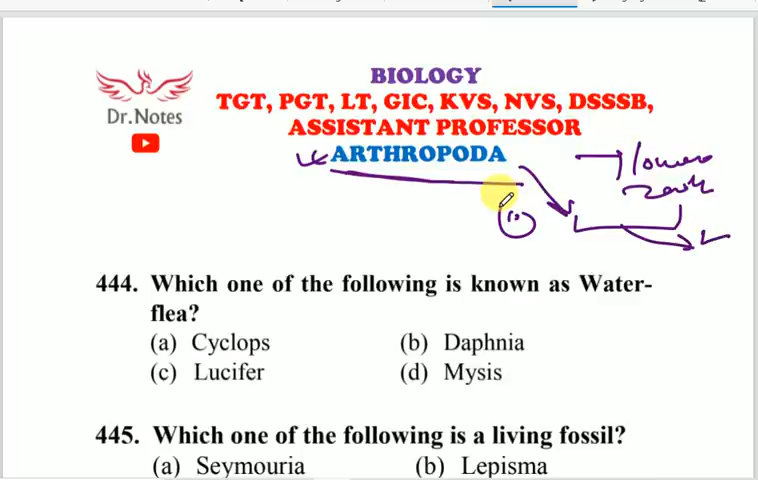 BIOLOGY
TGT, PGT, LT, GIC, KVS, NVS, DSSSB,
ASSISTANT PROFESSOR
ARTHROPODA
Dr.Notes
444. Which one of the following is known as Water-
flea?
(a) Cyclops (b) Daphnia
(c) Lucifer (d) Mysis
445. Which one of the following is a living fossil?
(a) Seymouria (b) Lepisma